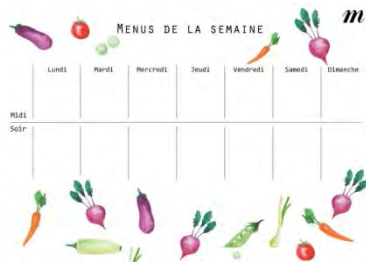 Menus de la semaine
m
Lundi Mardi Mercredi Jeudi Vendredi Samedi Dimanche
Midi
Soir